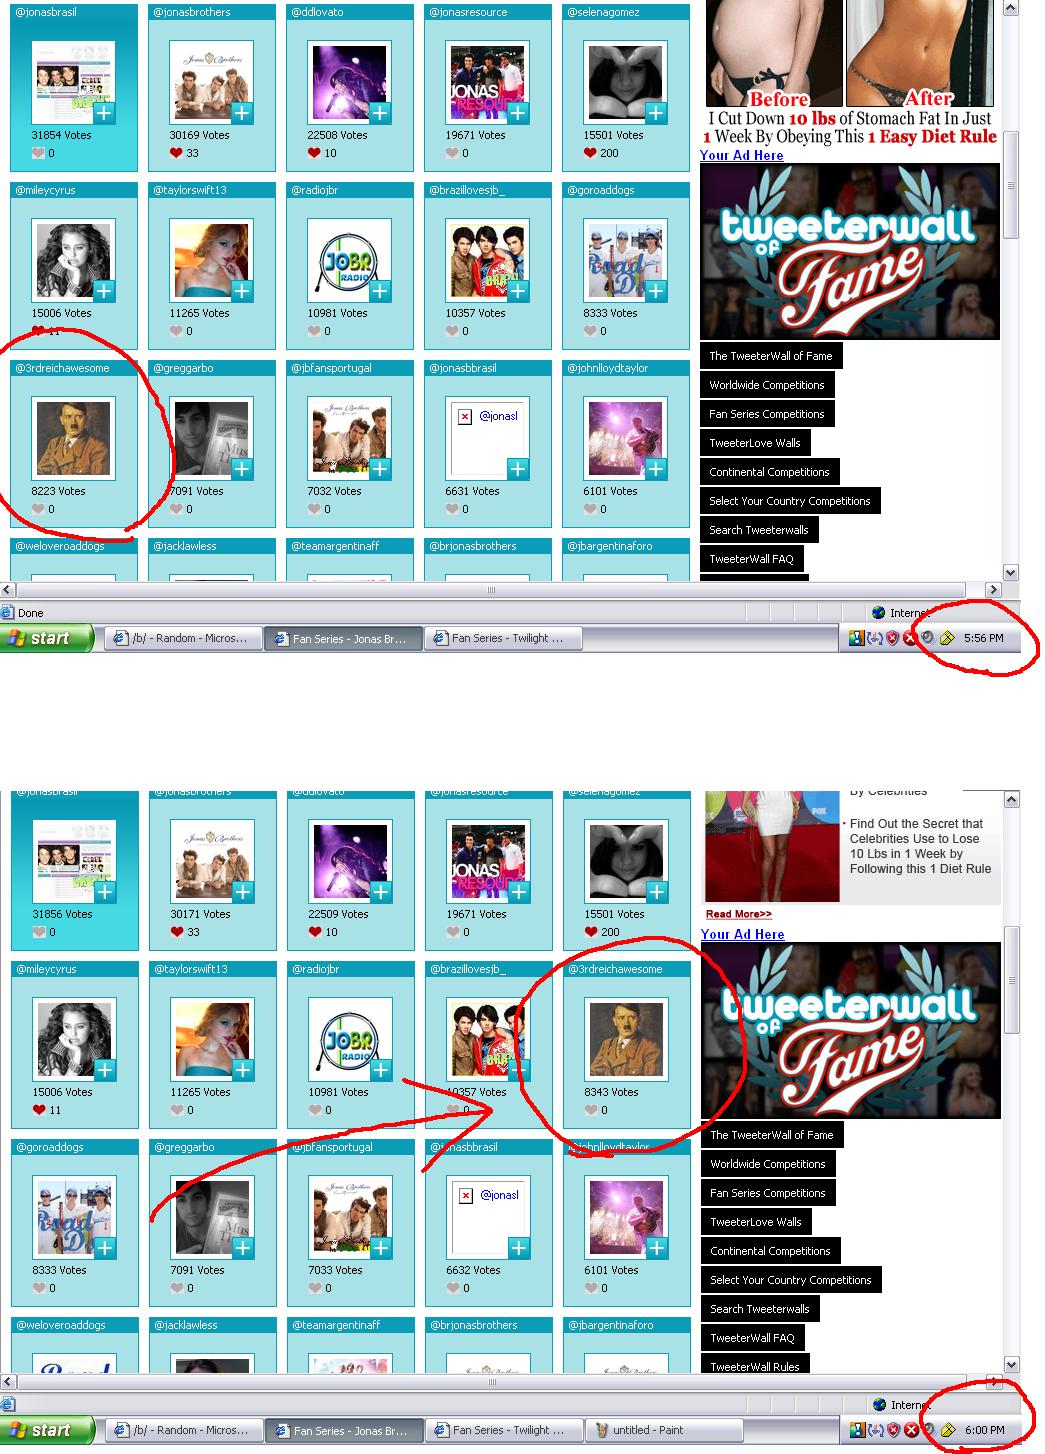 @jonasbrasil @jonasbrothers @ddlovato @jonasresource @selenagomez
Jonas Brothers
JONAS
31854 Votes 30169 Votes 22508 Votes 19671 Votes 15501 Votes
0 33 10 0 200
Before After
I Cut Down 10 lbs of Stomach Fat In Just
1 Week By Obeying This 1 Easy Diet Rule
Your Ad Here
@mileycyrus @taylorswift13 @radiojbr @brazillovesjb_ @goroaddogs
JOBR
RADIO
15006 Votes 11265 Votes 10981 Votes 10357 Votes 8333 Votes
11 0 0 0 0
tweeterwall
OF
Fame
@3rdreichawesome @greggarbo @jbfansportugal @jonasbbrasil @johnlloydtaylor
Jonas Brothers
@jonasl
8223 Votes 7091 Votes 7032 Votes 6631 Votes 6101 Votes
0 0 0 0 0
@weloveroaddogs @jacklawless @teamargentinaff @brjonasbrothers @jbargentinaforo
The TweeterWall of Fame
Worldwide Competitions
Fan Series Competitions
TweeterLove Walls
Continental Competitions
Select Your Country Competitions
Search Tweeterwalls
TweeterWall FAQ
Done Internet
start /b/ - Random - Micros... Fan Series - Jonas Br... Fan Series - Twilight ... 5:56 PM
@jonasbrasil @jonasbrothers @ddlovato @jonasresource @selenagomez
Jonas Brothers
JONAS
31856 Votes 30171 Votes 22509 Votes 19671 Votes 15501 Votes
0 33 10 0 200
FOX
By Celebrities
Find Out the Secret that
Celebrities Use to Lose
10 Lbs in 1 Week by
Following this 1 Diet Rule
Read More>>
Your Ad Here
@mileycyrus @taylorswift13 @radiojbr @brazillovesjb_ @3rdreichawesome
JOBR
RADIO
15006 Votes 11265 Votes 10981 Votes 10357 Votes 8343 Votes
11 0 0 0 0
tweeterwall
OF
Fame
@goroaddogs @greggarbo @jbfansportugal @jonasbbrasil @johnlloydtaylor
Jonas Brothers
@jonasl
8333 Votes 7091 Votes 7033 Votes 6632 Votes 6101 Votes
0 0 0 0 0
@weloveroaddogs @jacklawless @teamargentinaff @brjonasbrothers @jbargentinaforo
The TweeterWall of Fame
Worldwide Competitions
Fan Series Competitions
TweeterLove Walls
Continental Competitions
Select Your Country Competitions
Search Tweeterwalls
TweeterWall FAQ
TweeterWall Rules
Internet
start /b/ - Random - Micros... Fan Series - Jonas Br... Fan Series - Twilight ... untitled - Paint 6:00 PM